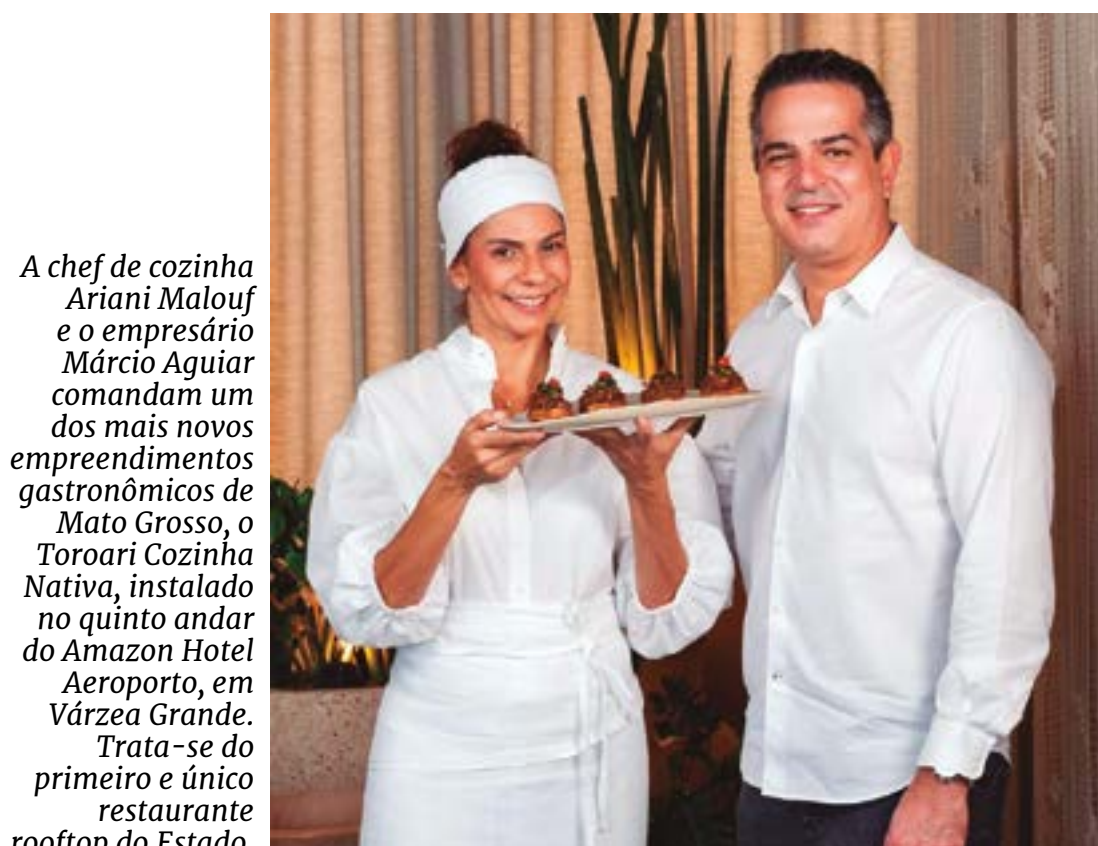 A chef de cozinha
Ariani Malouf
e o empresário
Márcio Aguiar
comandam um
dos mais novos
empreendimentos
gastronômicos de
Mato Grosso, o
Toroari Cozinha
Nativa, instalado
no quinto andar
do Amazon Hotel
Aeroporto, em
Várzea Grande.
Trata-se do
primeiro e único
restaurante
rooftop do Estado.